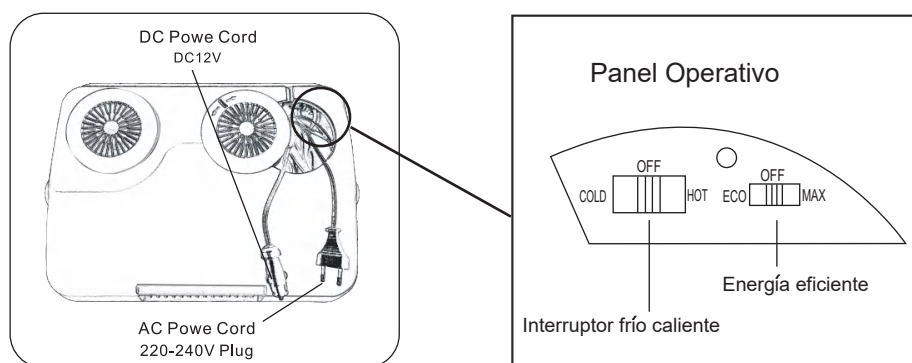 DC Powe Cord
DC12V
AC Powe Cord
220-240V Plug
Panel Operativo
OFF
COLD
HOT
OFF
ECO
MAX
Energía eficiente
Interruptor frío caliente